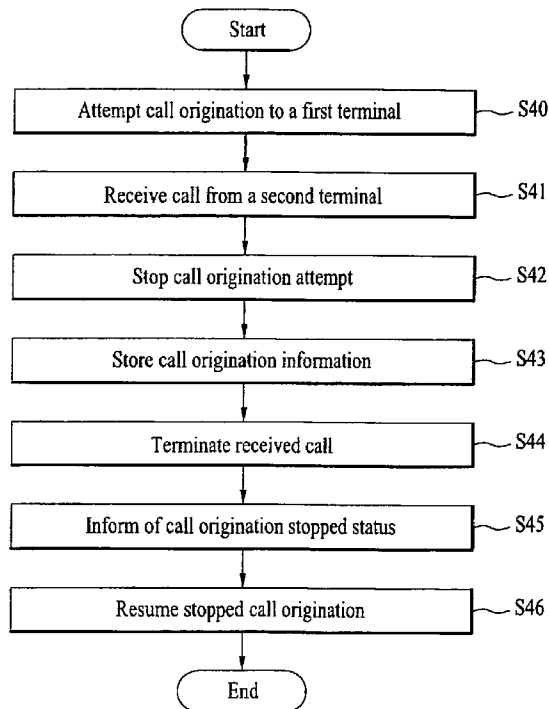 Start
Attempt call origination to a first terminal
S40
Receive call from a second terminal
S41
Stop call origination attempt
S42
Store call origination information
S43
Terminate received call
S44
Inform of call origination stopped status
S45
Resume stopped call origination
S46
End